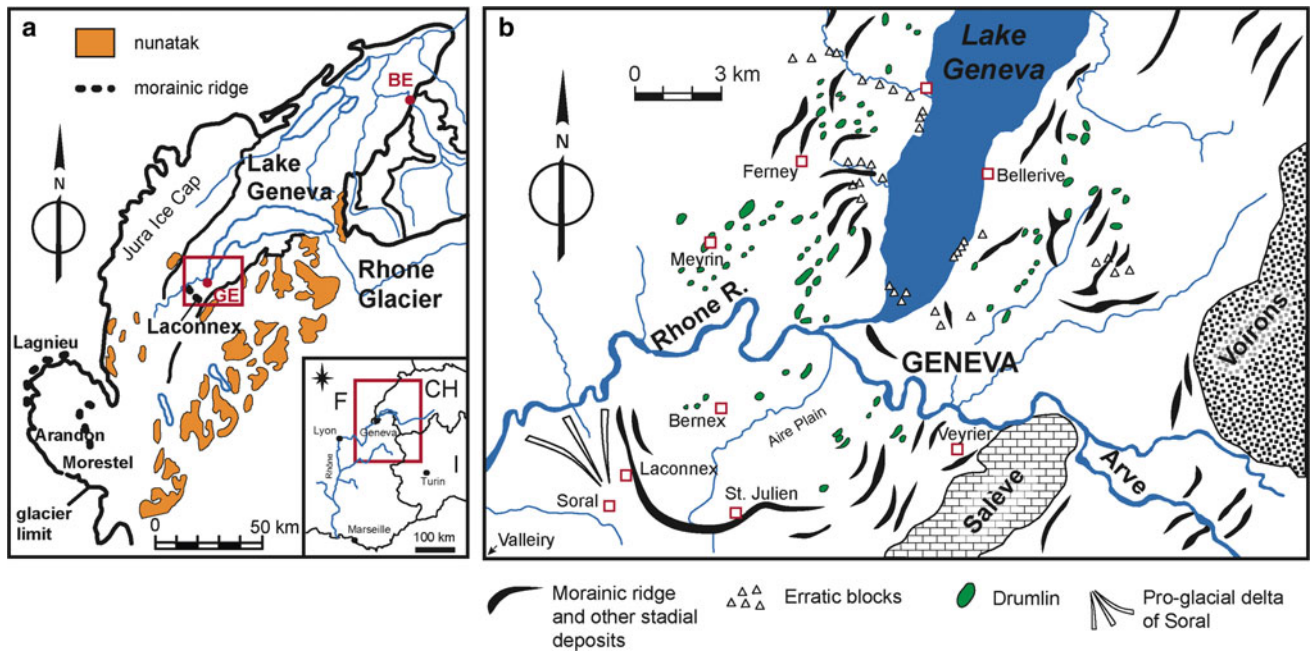 a
nunatak
morainic ridge
N
BE
Lake
Geneva
Jura Ice Cap
Rhone
Glacier
GE
Laconnex
Lagnieu
Arandon
Morestel
glacier
limit
0 50 km
F
CH
Lyon
Geneva
I
Rhône
Turin
Marseille
100 km
b
0 3 km
Lake
Geneva
N
Ferney
Bellerive
Meyrin
Rhone R.
Voirons
GENEVA
Bernex
Aire Plain
Veyrier
Laconnex
Arve
Soral
St. Julien
Salève
Valleiry
Morainic ridge
and other stadial
deposits
Erratic blocks
Drumlin
Pro-glacial delta
of Soral